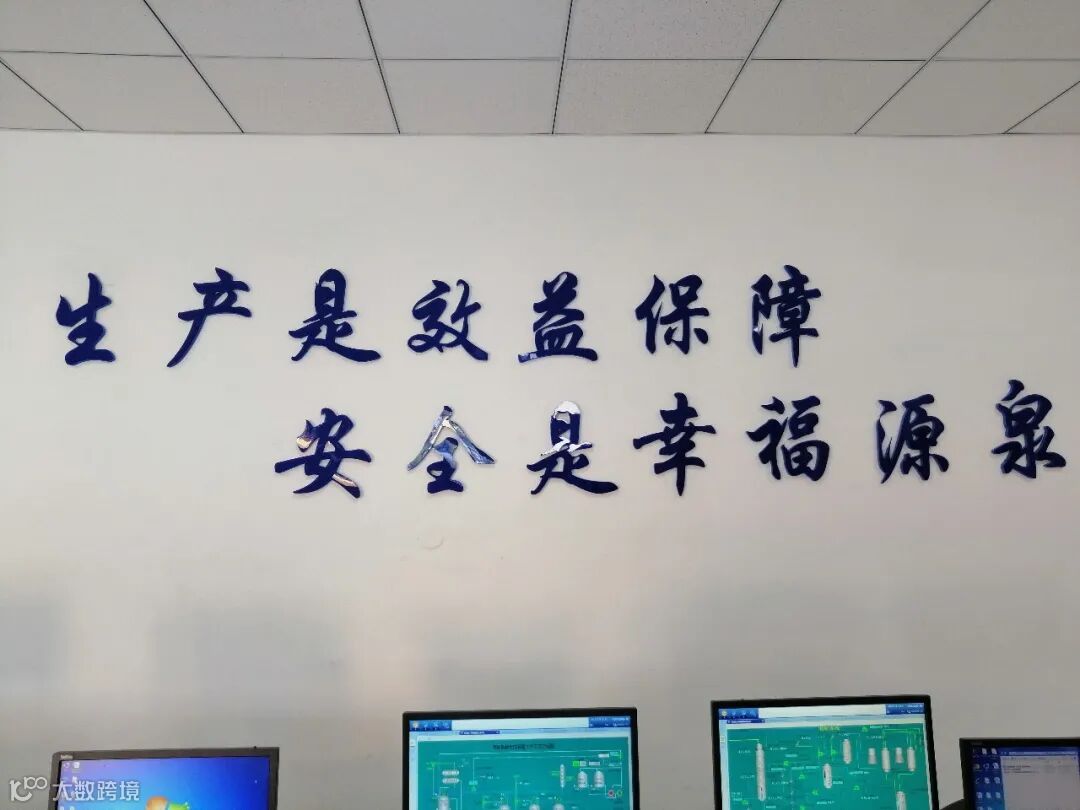 生产是效益保障
安全是幸福源泉
大数跨境